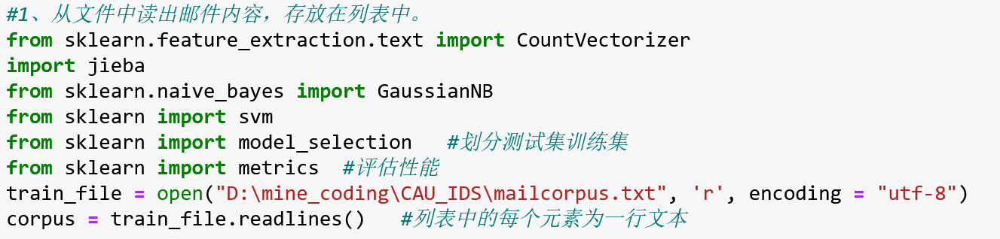 #1、从文件中读出邮件内容，存放在列表中。
from sklearn.feature_extraction.text import CountVectorizer
import jieba
from sklearn.naive_bayes import GaussianNB
from sklearn import svm
from sklearn import model_selection   #划分测试集训练集
from sklearn import metrics  #评估性能
train_file = open("D:\mine_coding\CAU_IDS\mailcorpus.txt", 'r', encoding = "utf-8")
corpus = train_file.readlines()   #列表中的每个元素为一行文本